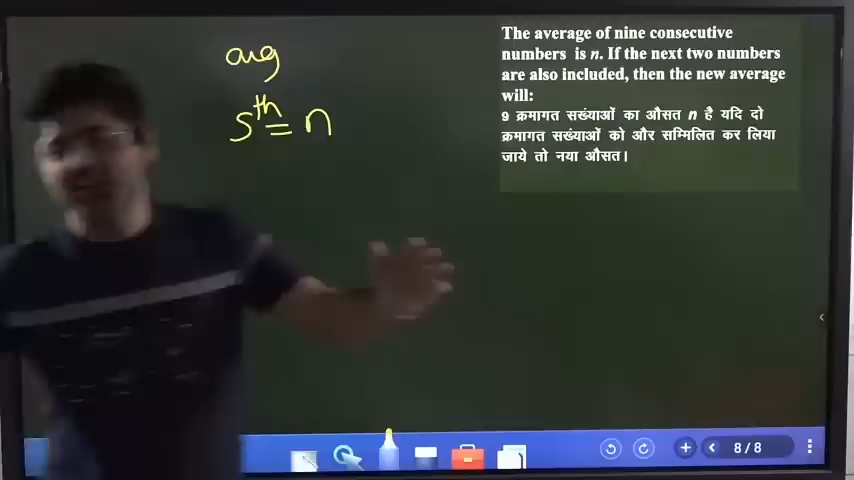 avg
5th = n
The average of nine consecutive
numbers is n. If the next two numbers
are also included, then the new average
will:
9 क्रमागत सख्याओं का औसत n है यदि दो
क्रमागत सख्याओं को और सम्मिलित कर लिया
जाये तो नया औसत।
8/8